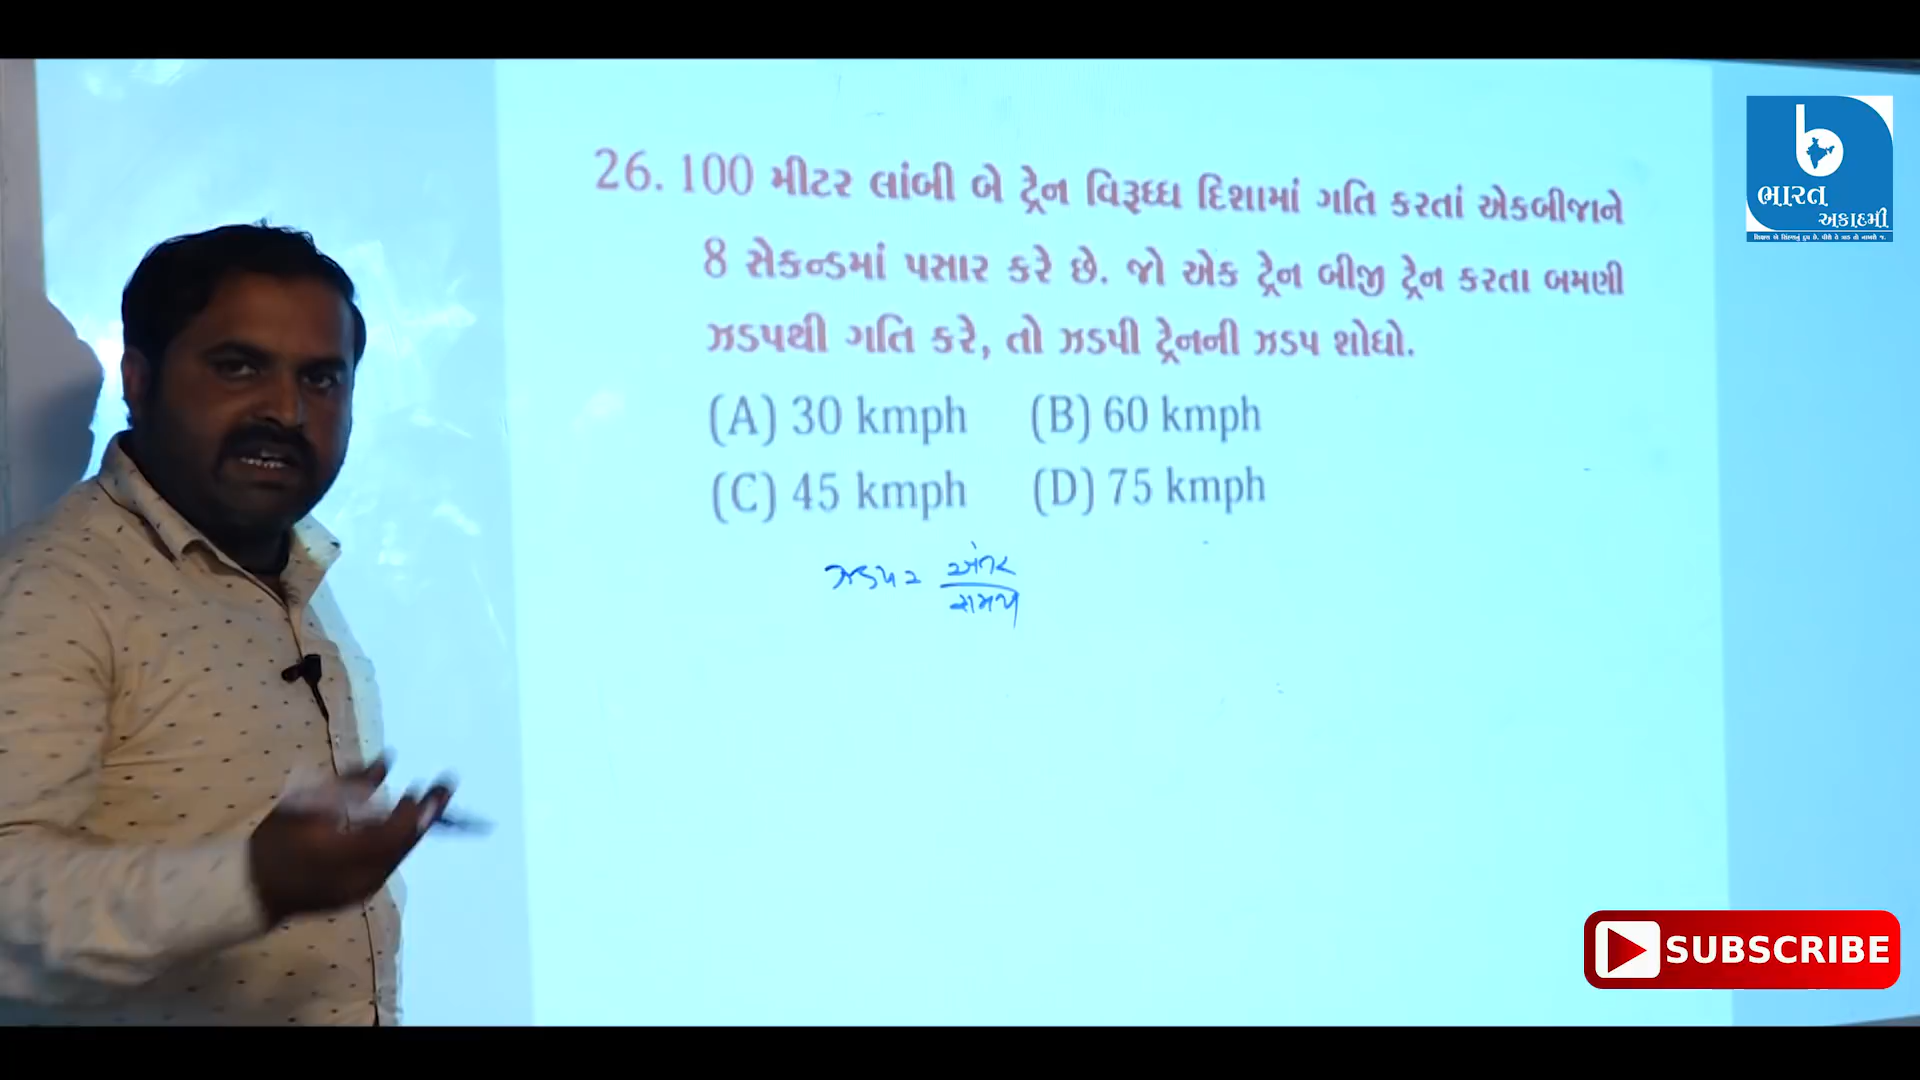 26. 100 મીટર લાંબી બે ટ્રેન વિરૂધ્ધ દિશામાં ગતિ કરતાં એકબીજાને
8 સેકન્ડમાં પસાર કરે છે. જો એક ટ્રેન બીજી ટ્રેન કરતા બમણી
ઝડપથી ગતિ કરે, તો ઝડપી ટ્રેનની ઝડપ શોધો.
(A) 30 kmph (B) 60 kmph
(C) 45 kmph (D) 75 kmph
ઝડપ = અંતર
સમય
ભારત
અકાદમી
SUBSCRIBE